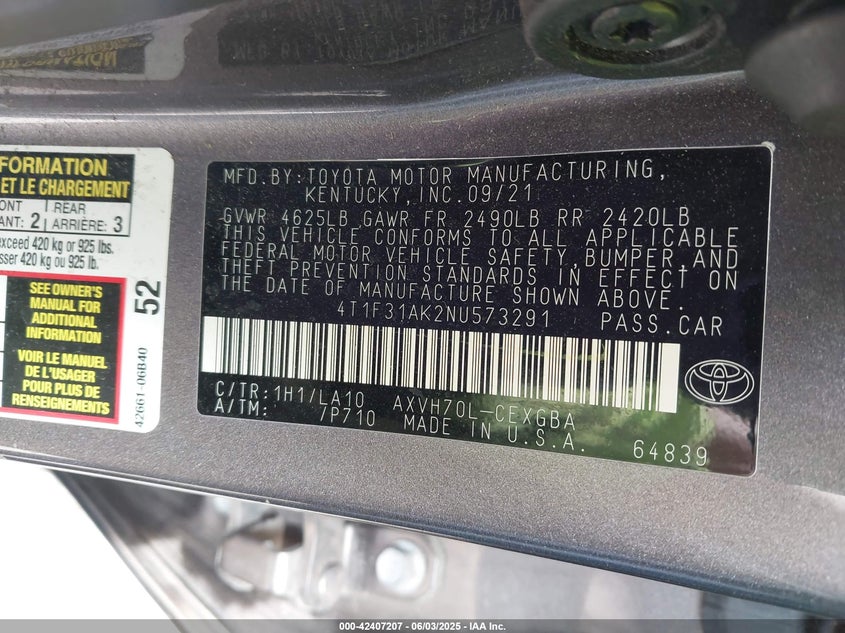 FORMATION
ET LE CHARGEMENT
ONT | REAR
ANT: 2 | ARRIÈRE: 3
exceed 420 kg or 925 lbs.
sser 420 kg ou 925 lb.
SEE OWNER'S
MANUAL FOR
ADDITIONAL
INFORMATION
VOIR LE MANUEL
DE L'USAGER
POUR PLUS DE
RENSEIGNEMENTS
52
42661-06B40
MFD.BY:TOYOTA MOTOR MANUFACTURING,
KENTUCKY,INC.09/21
GVWR 4625LB GAWR FR 2490LB RR 2420LB
THIS VEHICLE CONFORMS TO ALL APPLICABLE
FEDERAL MOTOR VEHICLE SAFETY,BUMPER,AND
THEFT PREVENTION STANDARDS IN EFFECT ON
THE DATE OF MANUFACTURE SHOWN ABOVE.
4T1F31AK2NU573291 PASS.CAR
C/TR:1H17LA10 AXVH70L-CEXGBA
A/TM: 7P710 MADE IN U.S.A. 64839
000-42407207 - 06/03/2025 - IAA Inc.